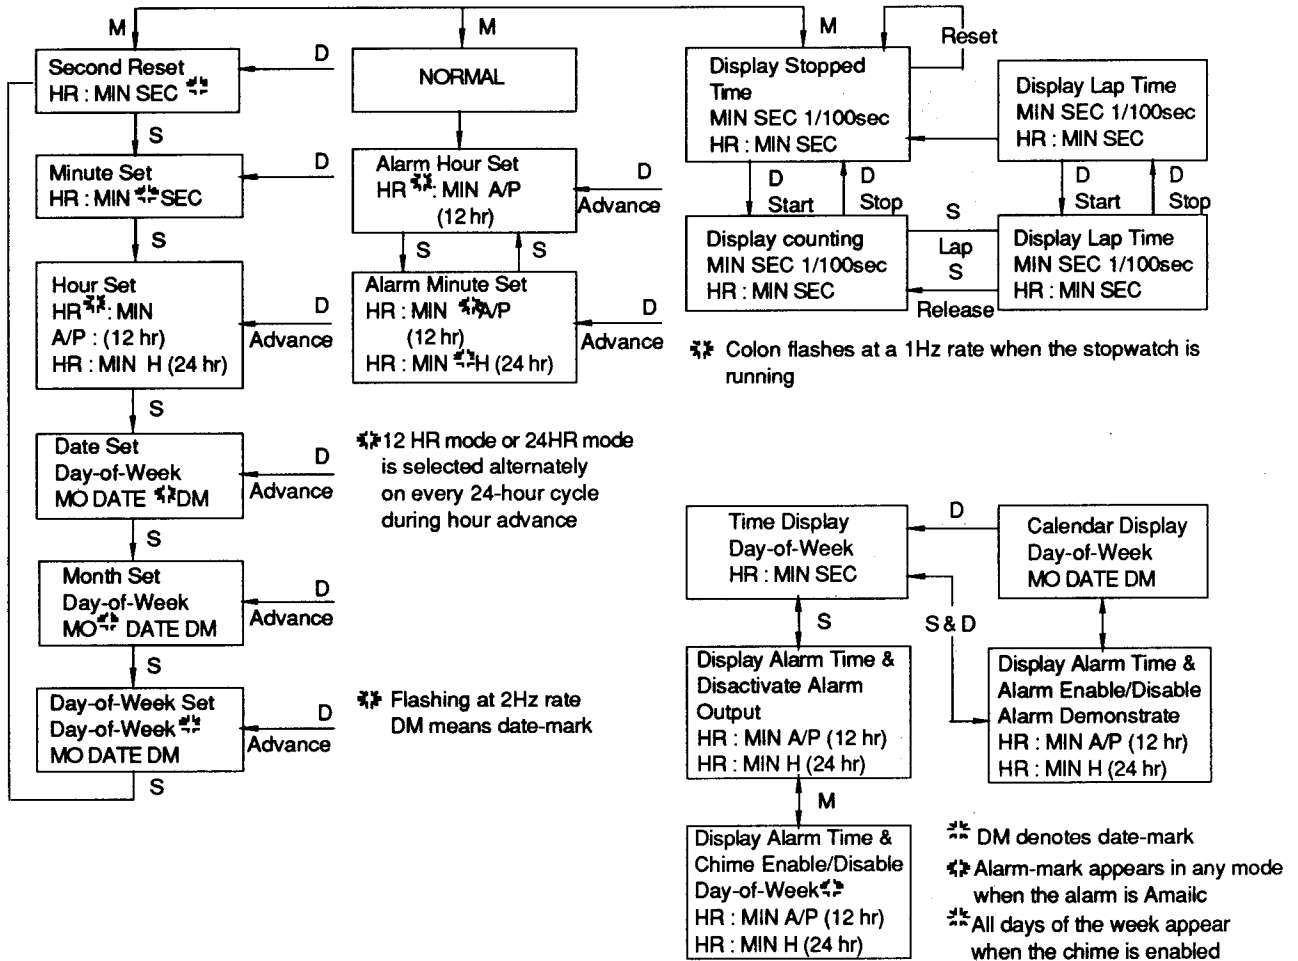 M
M
M
Second Reset
HR : MIN SEC
D
S
Minute Set
HR : MIN SEC
D
S
Hour Set
HR : MIN
A/P : (12 hr)
HR : MIN H (24 hr)
D
Advance
S
Date Set
Day-of-Week
MO DATE DM
D
Advance
S
Month Set
Day-of-Week
MO DATE DM
D
Advance
S
Day-of-Week Set
Day-of-Week
MO DATE DM
D
Advance
S
NORMAL
Alarm Hour Set
HR : MIN A/P
(12 hr)
D
Advance
S
S
Alarm Minute Set
HR : MIN A/P
(12 hr)
HR : MIN H (24 hr)
D
Advance
12 HR mode or 24HR mode
is selected alternately
on every 24-hour cycle
during hour advance
Flashing at 2Hz rate
DM means date-mark
Reset
Display Stopped
Time
MIN SEC 1/100sec
HR : MIN SEC
Display Lap Time
MIN SEC 1/100sec
HR : MIN SEC
D
Start
D
Stop
D
Start
D
Stop
Display counting
MIN SEC 1/100sec
HR : MIN SEC
S
Lap
S
Release
Display Lap Time
MIN SEC 1/100sec
HR : MIN SEC
Colon flashes at a 1Hz rate when the stopwatch is
running
Time Display
Day-of-Week
HR : MIN SEC
D
Calendar Display
Day-of-Week
MO DATE DM
S
S & D
Display Alarm Time &
Disactivate Alarm
Output
HR : MIN A/P (12 hr)
HR : MIN H (24 hr)
Display Alarm Time &
Alarm Enable/Disable
Alarm Demonstrate
HR : MIN A/P (12 hr)
HR : MIN H (24 hr)
M
Display Alarm Time &
Chime Enable/Disable
Day-of-Week
HR : MIN A/P (12 hr)
HR : MIN H (24 hr)
DM denotes date-mark
Alarm-mark appears in any mode
when the alarm is Amailc
All days of the week appear
when the chime is enabled